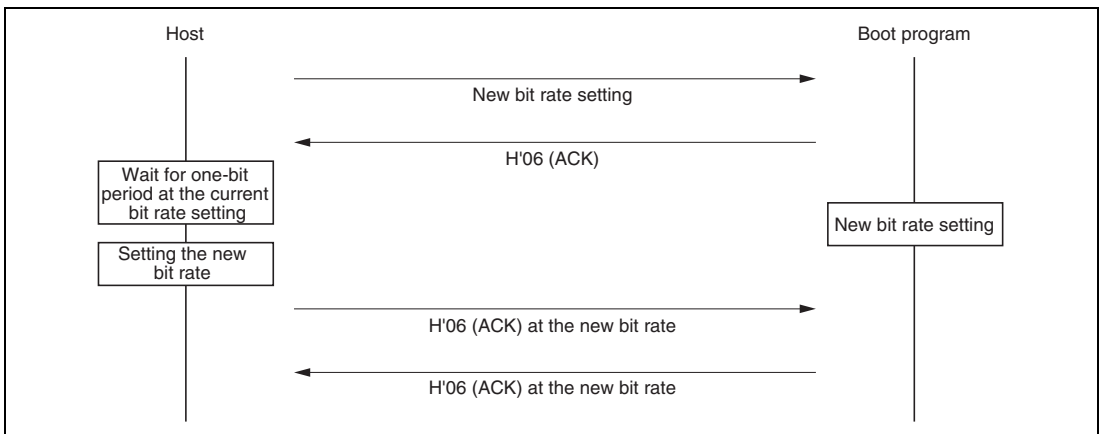 Host
Boot program
New bit rate setting
H'06 (ACK)
Wait for one-bit
period at the current
bit rate setting
New bit rate setting
Setting the new
bit rate
H'06 (ACK) at the new bit rate
H'06 (ACK) at the new bit rate